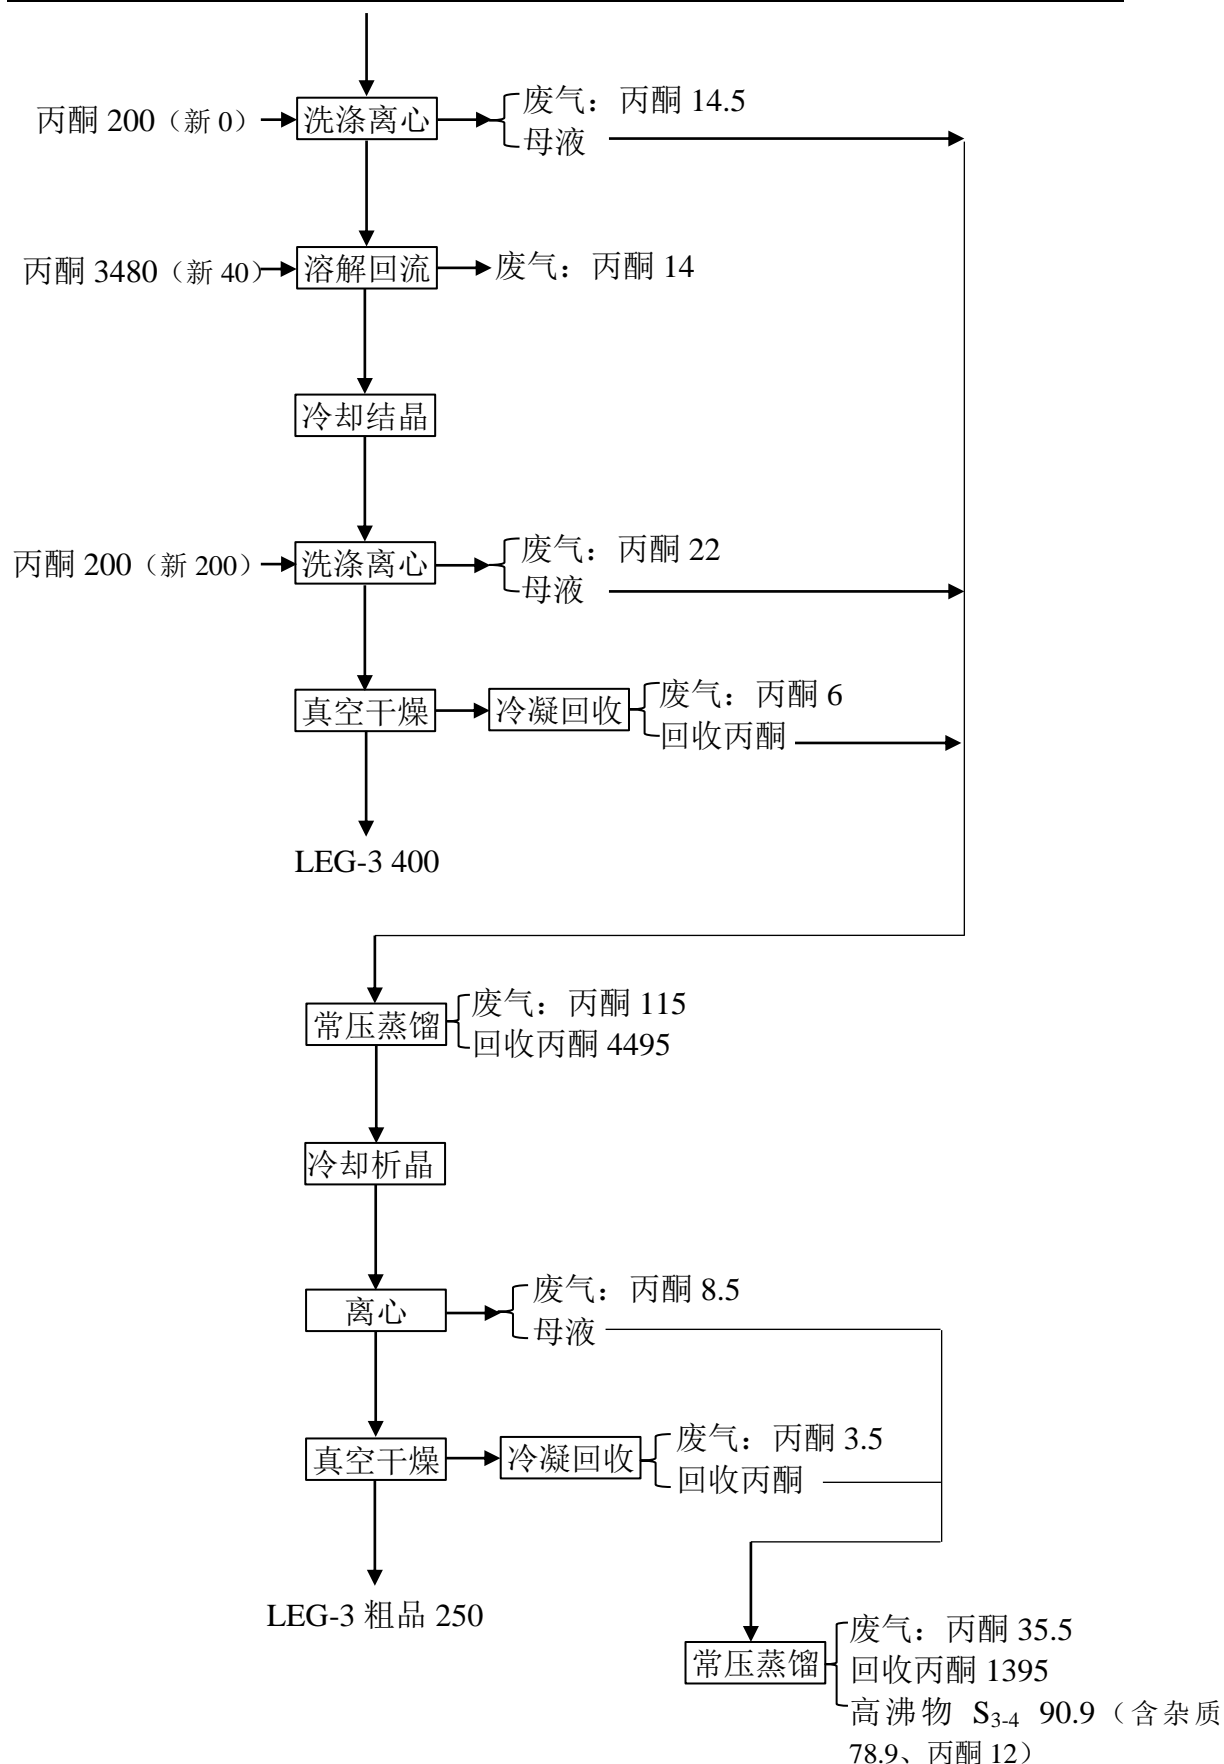 丙酮 200（新 0）
洗涤离心
废气：丙酮 14.5
母液
丙酮 3480（新 40）
溶解回流
废气：丙酮 14
冷却结晶
丙酮 200（新 200）
洗涤离心
废气：丙酮 22
母液
真空干燥
冷凝回收
废气：丙酮 6
回收丙酮
LEG-3 400
常压蒸馏
废气：丙酮 115
回收丙酮 4495
冷却析晶
离心
废气：丙酮 8.5
母液
真空干燥
冷凝回收
废气：丙酮 3.5
回收丙酮
LEG-3 粗品 250
常压蒸馏
废气：丙酮 35.5
回收丙酮 1395
高沸物 S3-4 90.9（含杂质
78.9、丙酮 12）